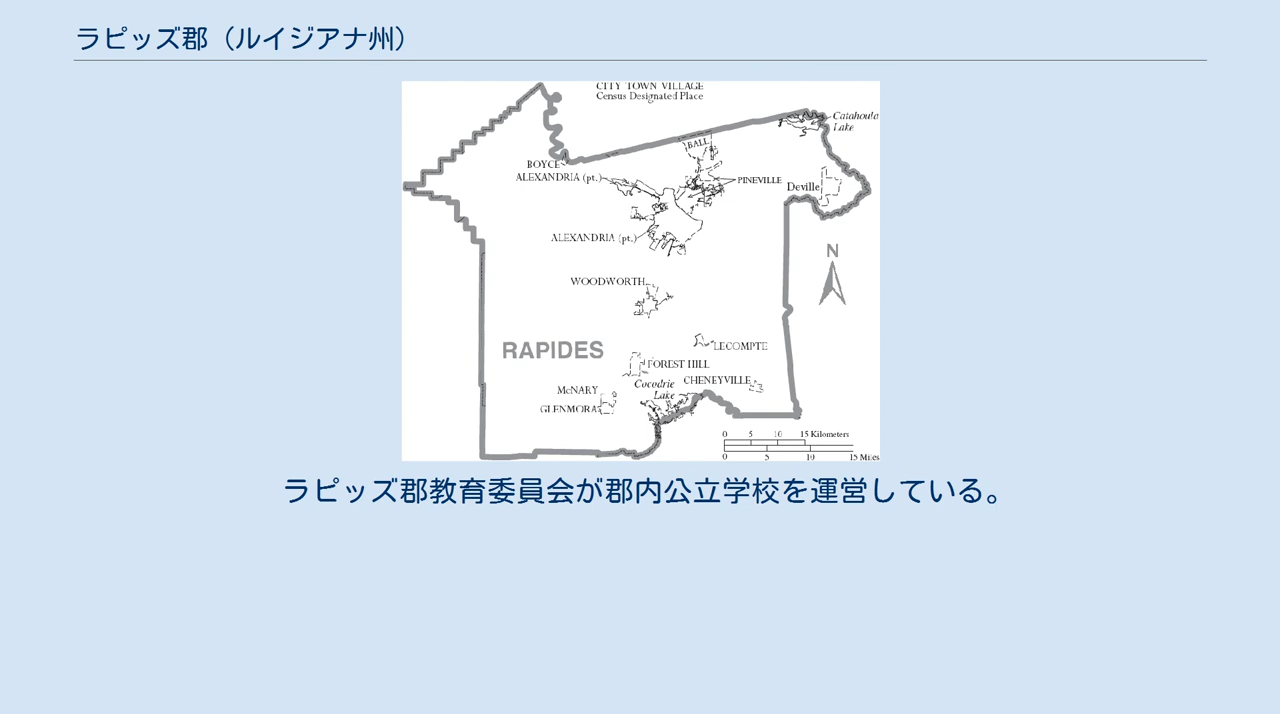 ラピッズ郡（ルイジアナ州）
CITY TOWN VILLAGE
Census Designated Place
Catahoula
Lake
BALL
BOYCE
ALEXANDRIA (pt.)
PINEVILLE
Deville
ALEXANDRIA (pt.)
N
WOODWORTH
LECOMPTE
RAPIDES
FOREST HILL
CHENEYVILLE
Cocodrie
Lake
McNARY
GLENMORA
0 5 10 15 Kilometers
0 5 10 15 Miles
ラピッズ郡教育委員会が郡内公立学校を運営している。